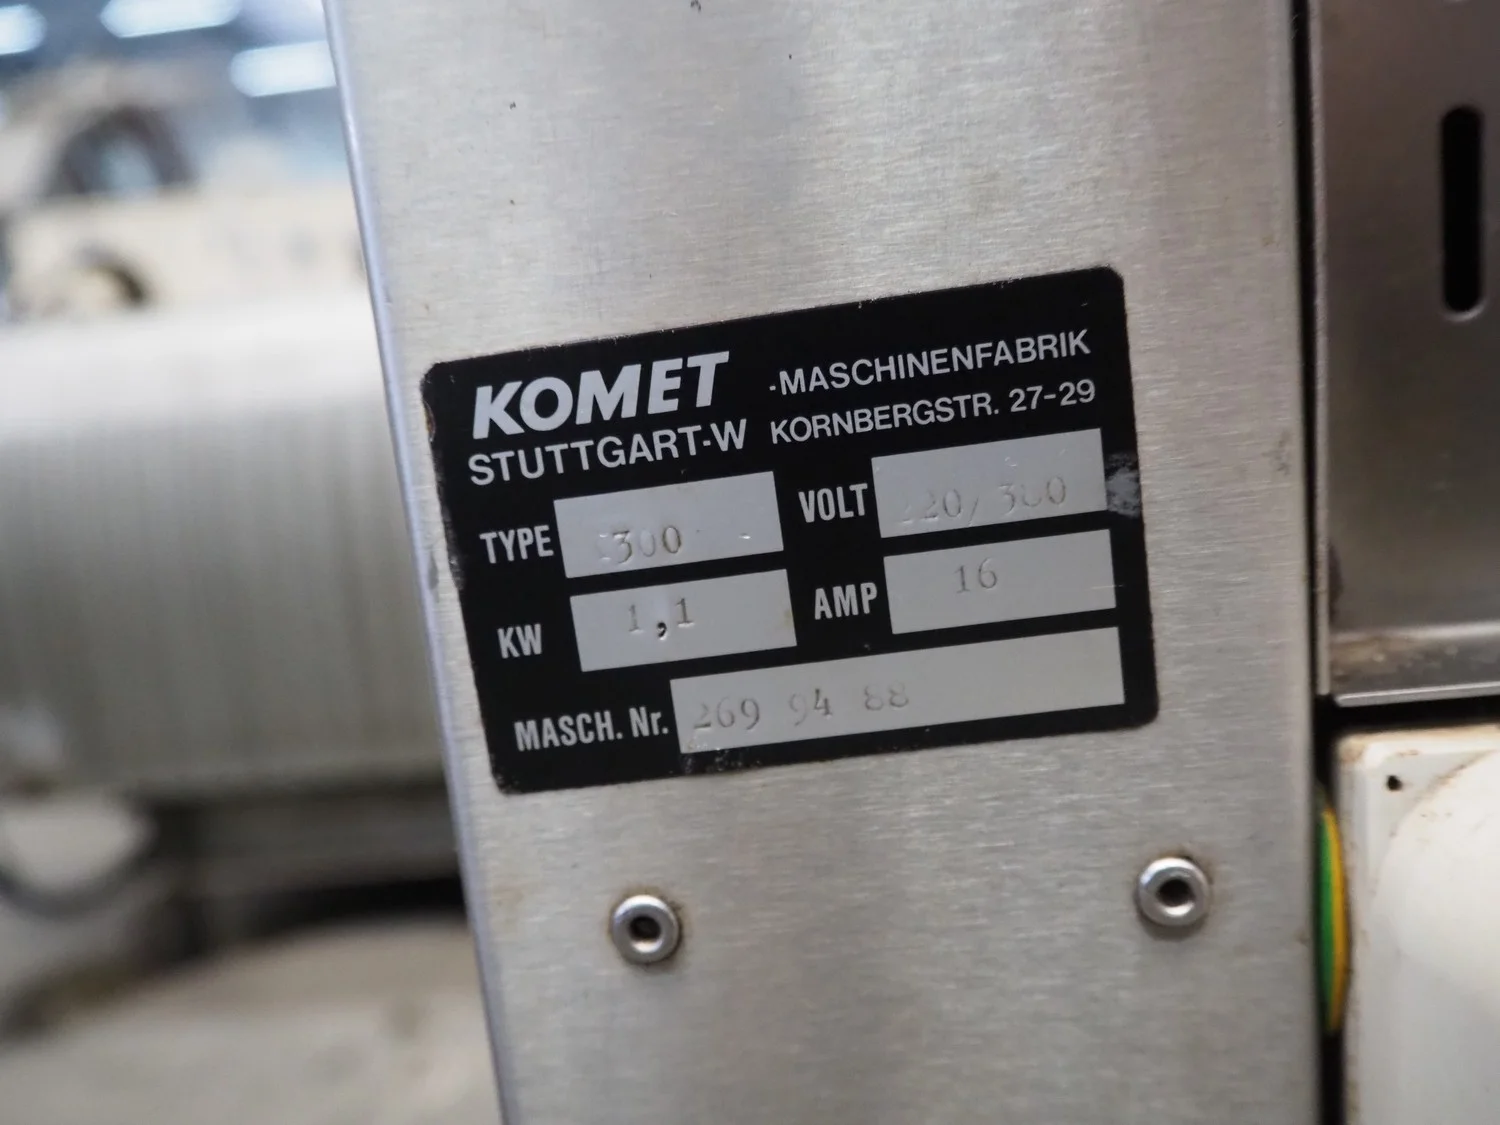 KOMET -MASCHINENFABRIK
STUTTGART-W KORNBERGSTR. 27-29
TYPE VOLT
KW 1,1 AMP 16
MASCH. Nr. 269 94 88